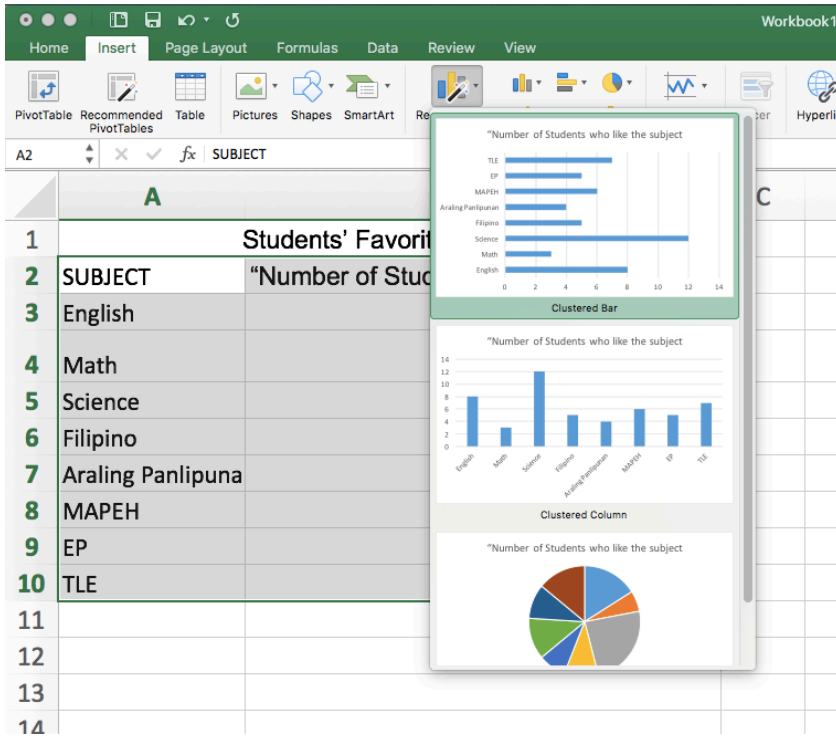 Workbook1
Home Insert Page Layout Formulas Data Review View
PivotTable Recommended PivotTables Table Pictures Shapes SmartArt Re cer Hyperli
A2 fx SUBJECT
A C
1 Students’ Favorit
2 SUBJECT “Number of Stud
3 English
4 Math
5 Science
6 Filipino
7 Araling Panlipuna
8 MAPEH
9 EP
10 TLE
11
12
13
14
“Number of Students who like the subject
TLE
EP
MAPEH
Araling Panlipunan
Filipino
Science
Math
English
0 2 4 6 8 10 12 14
Clustered Bar
“Number of Students who like the subject
14
12
10
8
6
4
2
0
English Math Science Filipino Araling Panlipunan MAPEH EP TLE
Clustered Column
“Number of Students who like the subject